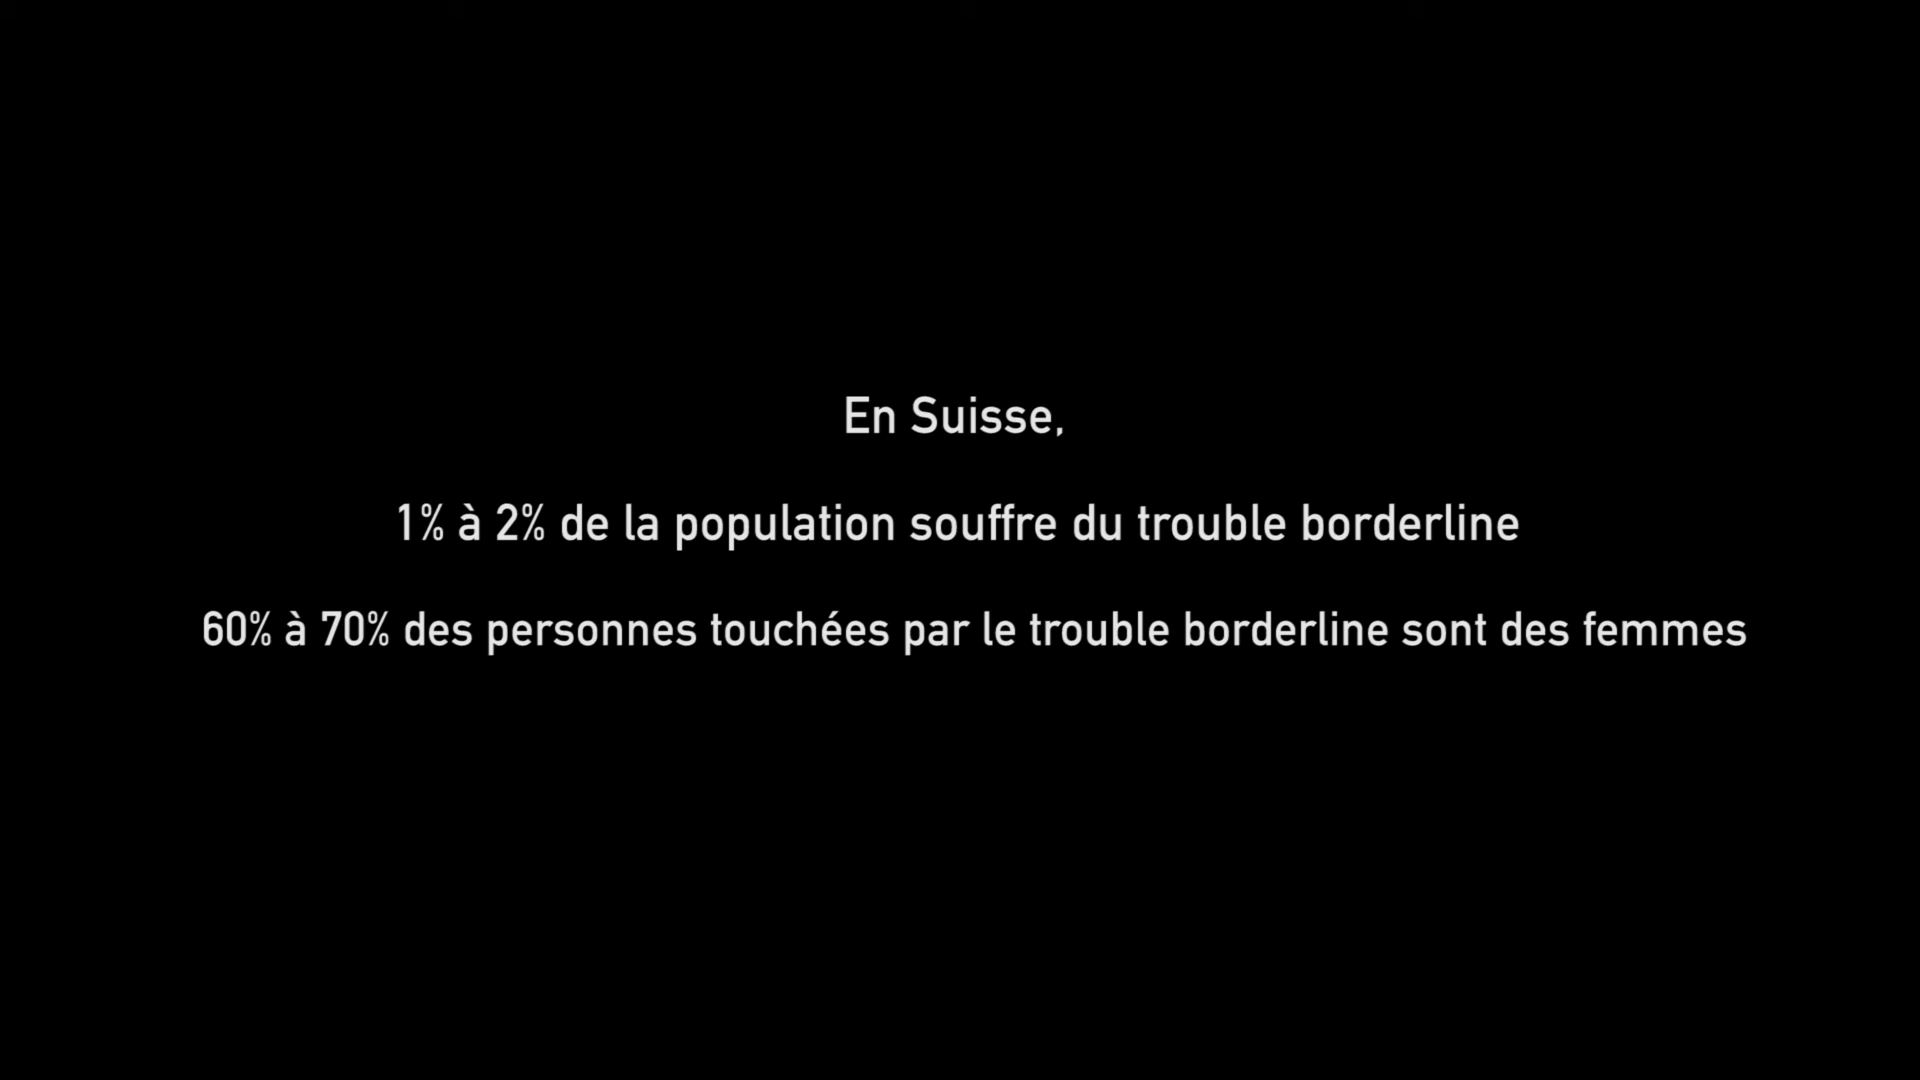 En Suisse,
1% à 2% de la population souffre du trouble borderline
60% à 70% des personnes touchées par le trouble borderline sont des femmes